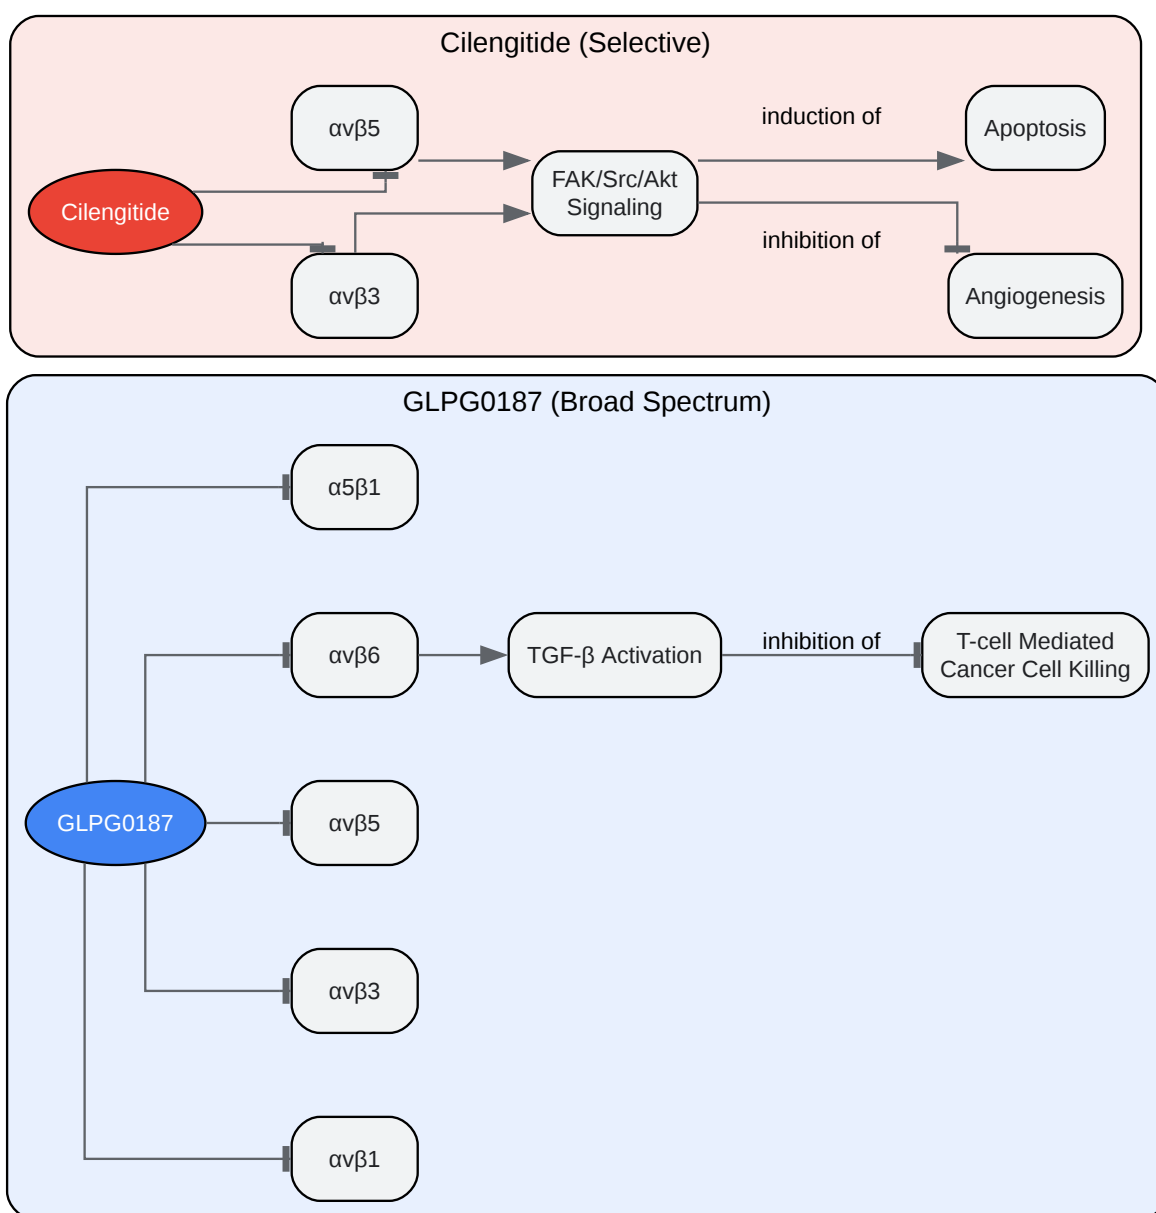 Cilengitide (Selective)
αvβ5
induction of
Apoptosis
Cilengitide
FAK/Src/Akt
Signaling
inhibition of
αvβ3
Angiogenesis
GLPG0187 (Broad Spectrum)
α5β1
αvβ6
TGF-β Activation
inhibition of
T-cell Mediated
Cancer Cell Killing
GLPG0187
αvβ5
αvβ3
αvβ1